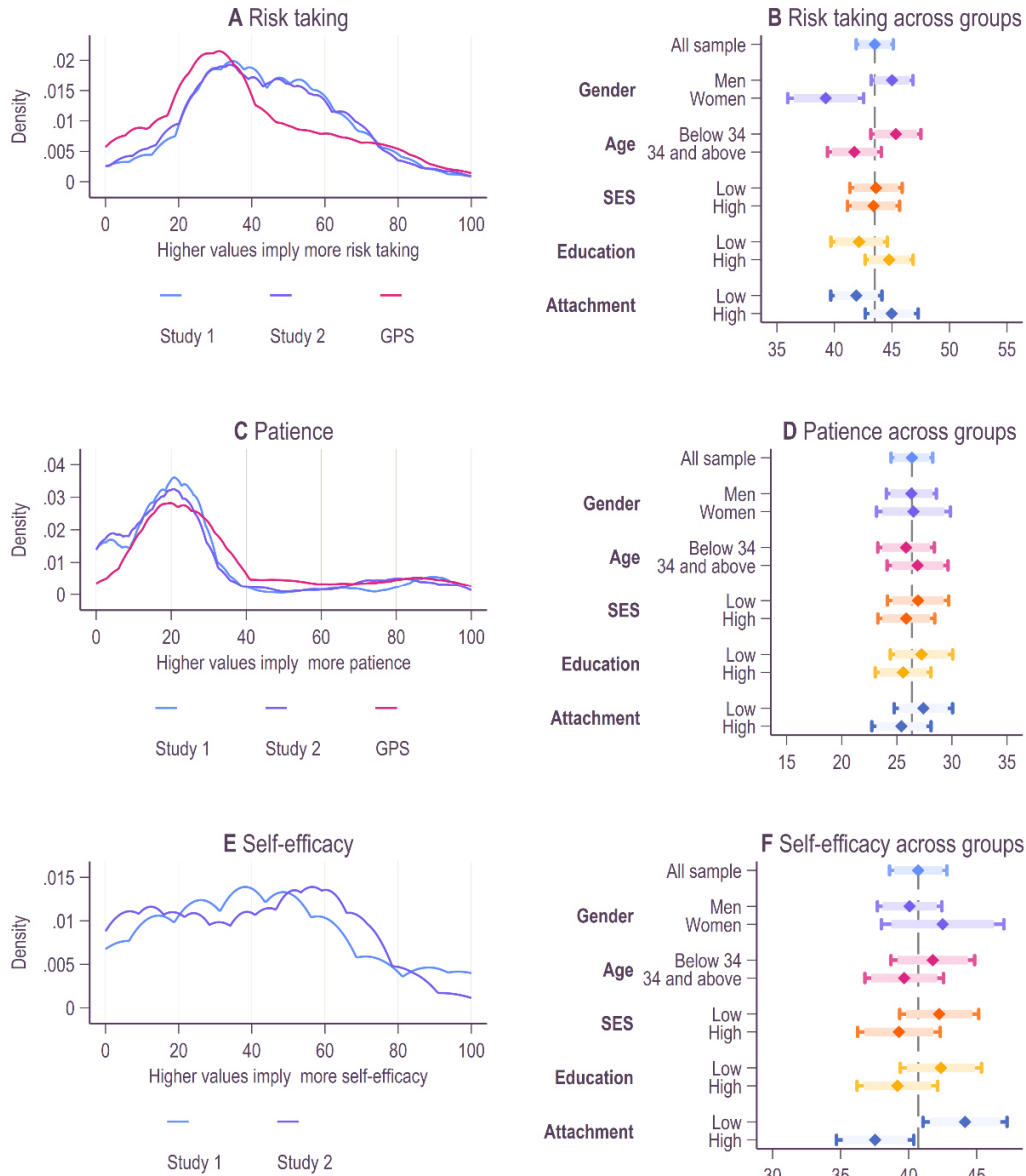 A Risk taking
.02
.015
.01
.005
0
Density
0 20 40 60 80 100
Higher values imply more risk taking
Study 1 Study 2 GPS
B Risk taking across groups
All sample
Gender
Men
Women
Age
Below 34
34 and above
SES
Low
High
Education
Low
High
Attachment
Low
High
35 40 45 50 55
C Patience
.04
.03
.02
.01
0
Density
0 20 40 60 80 100
Higher values imply more patience
Study 1 Study 2 GPS
D Patience across groups
All sample
Gender
Men
Women
Age
Below 34
34 and above
SES
Low
High
Education
Low
High
Attachment
Low
High
15 20 25 30 35
E Self-efficacy
.015
.01
.005
0
Density
0 20 40 60 80 100
Higher values imply more self-efficacy
Study 1 Study 2
F Self-efficacy across groups
All sample
Gender
Men
Women
Age
Below 34
34 and above
SES
Low
High
Education
Low
High
Attachment
Low
High
30 35 40 45